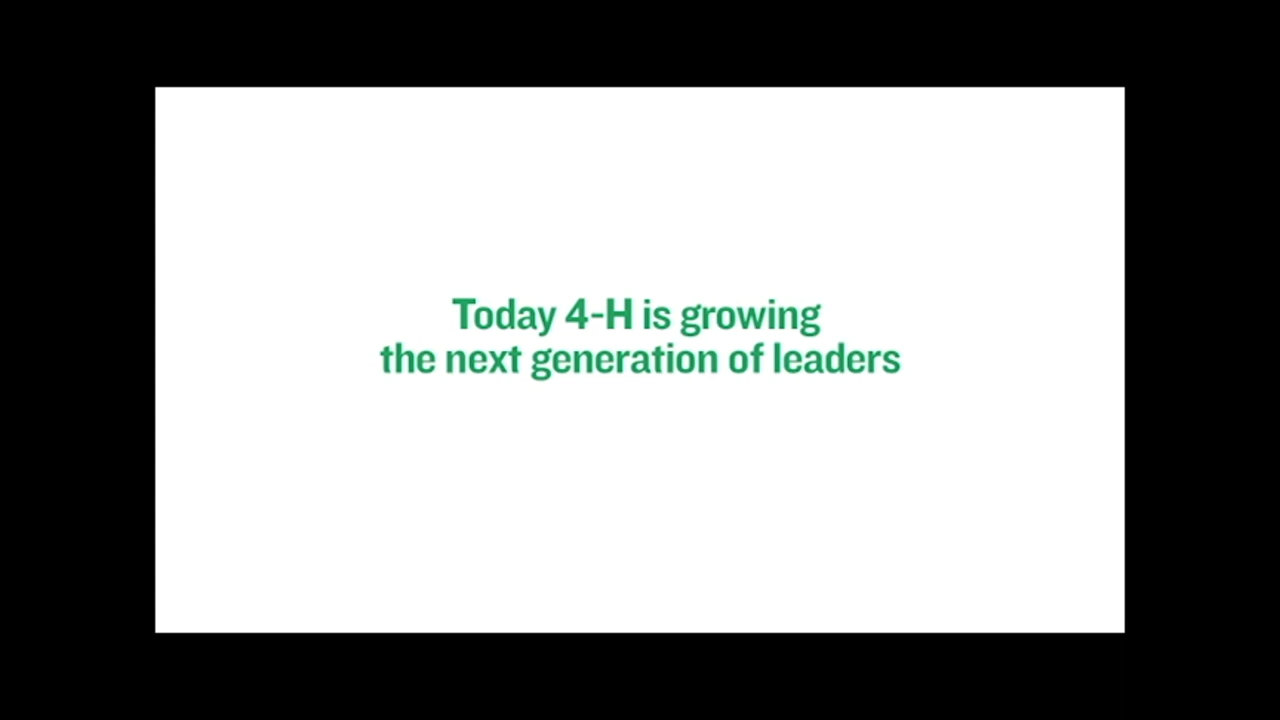 Today 4-H is growing
the next generation of leaders